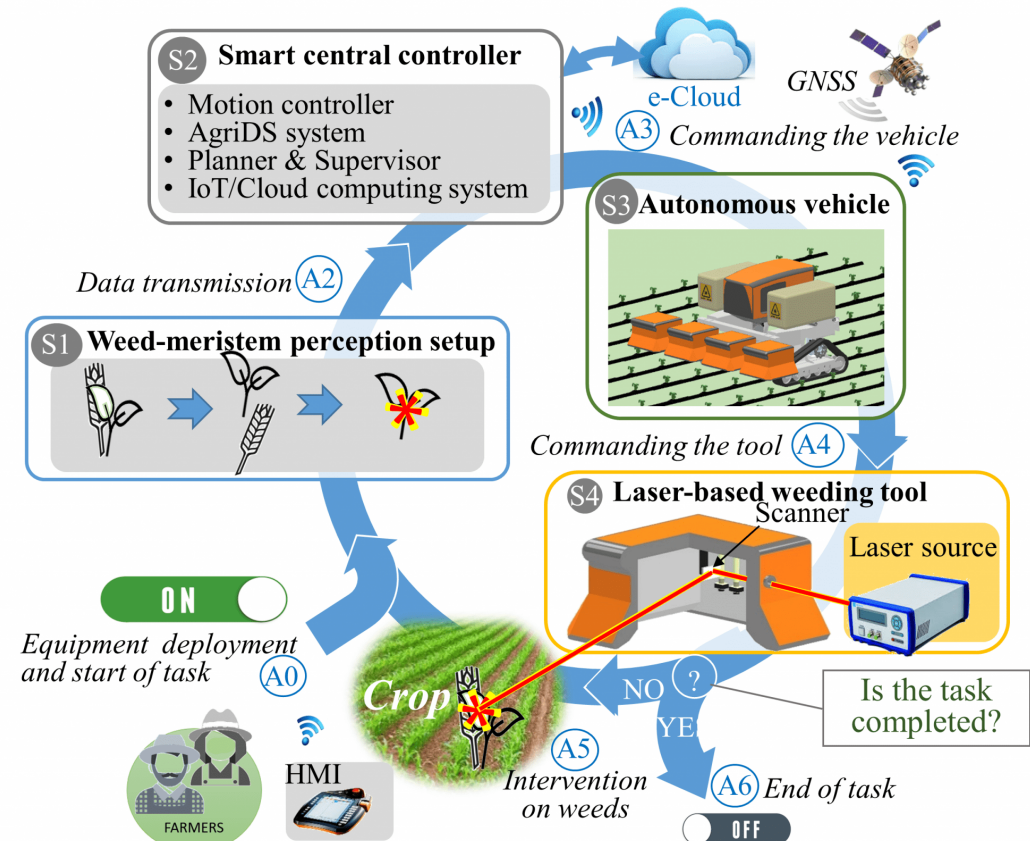 S2 Smart central controller
• Motion controller
• AgriDS system
• Planner & Supervisor
• IoT/Cloud computing system
e-Cloud
GNSS
A3 Commanding the vehicle
S3 Autonomous vehicle
Data transmission A2
S1 Weed-meristem perception setup
Commanding the tool A4
S4 Laser-based weeding tool
Scanner
Laser source
ON
Equipment deployment
and start of task A0
Crop
NO ?
YE
Is the task
completed?
A5
Intervention
on weeds
A6 End of task
OFF
HMI
FARMERS